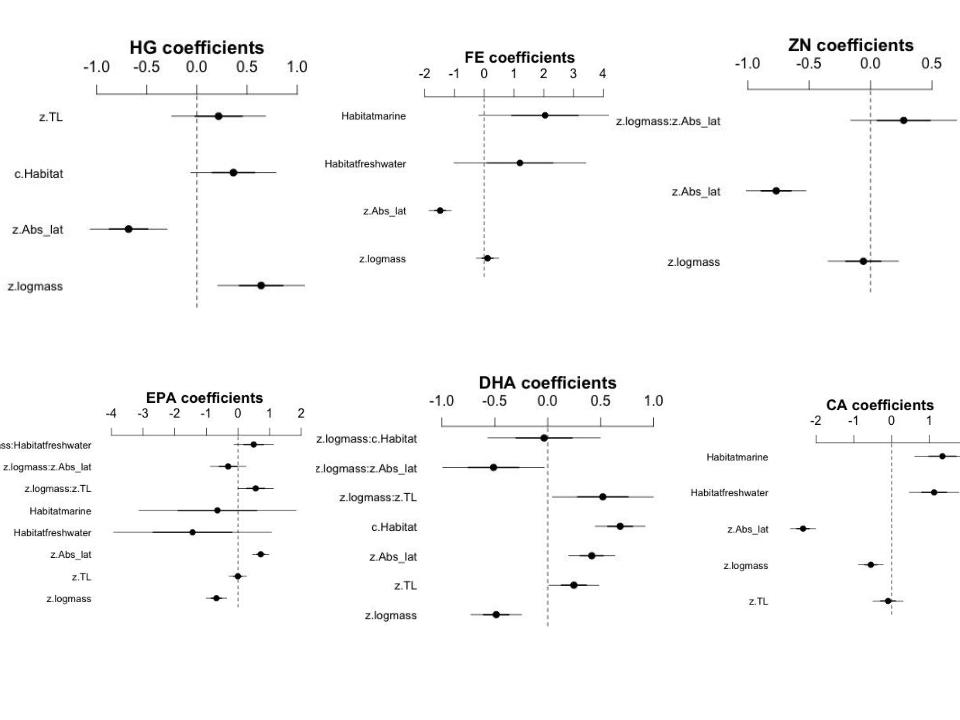 HG coefficients
-1.0 -0.5 0.0 0.5 1.0
z.TL
c.Habitat
z.Abs_lat
z.logmass
FE coefficients
-2 -1 0 1 2 3 4
Habitatmarine
Habitatfreshwater
z.Abs_lat
z.logmass
ZN coefficients
-1.0 -0.5 0.0 0.5
z.logmass:z.Abs_lat
z.Abs_lat
z.logmass
EPA coefficients
-4 -3 -2 -1 0 1 2
ss:Habitatfreshwater
z.logmass:z.Abs_lat
z.logmass:z.TL
Habitatmarine
Habitatfreshwater
z.Abs_lat
z.TL
z.logmass
DHA coefficients
-1.0 -0.5 0.0 0.5 1.0
z.logmass:c.Habitat
z.logmass:z.Abs_lat
z.logmass:z.TL
c.Habitat
z.Abs_lat
z.TL
z.logmass
CA coefficients
-2 -1 0 1
Habitatmarine
Habitatfreshwater
z.Abs_lat
z.logmass
z.TL